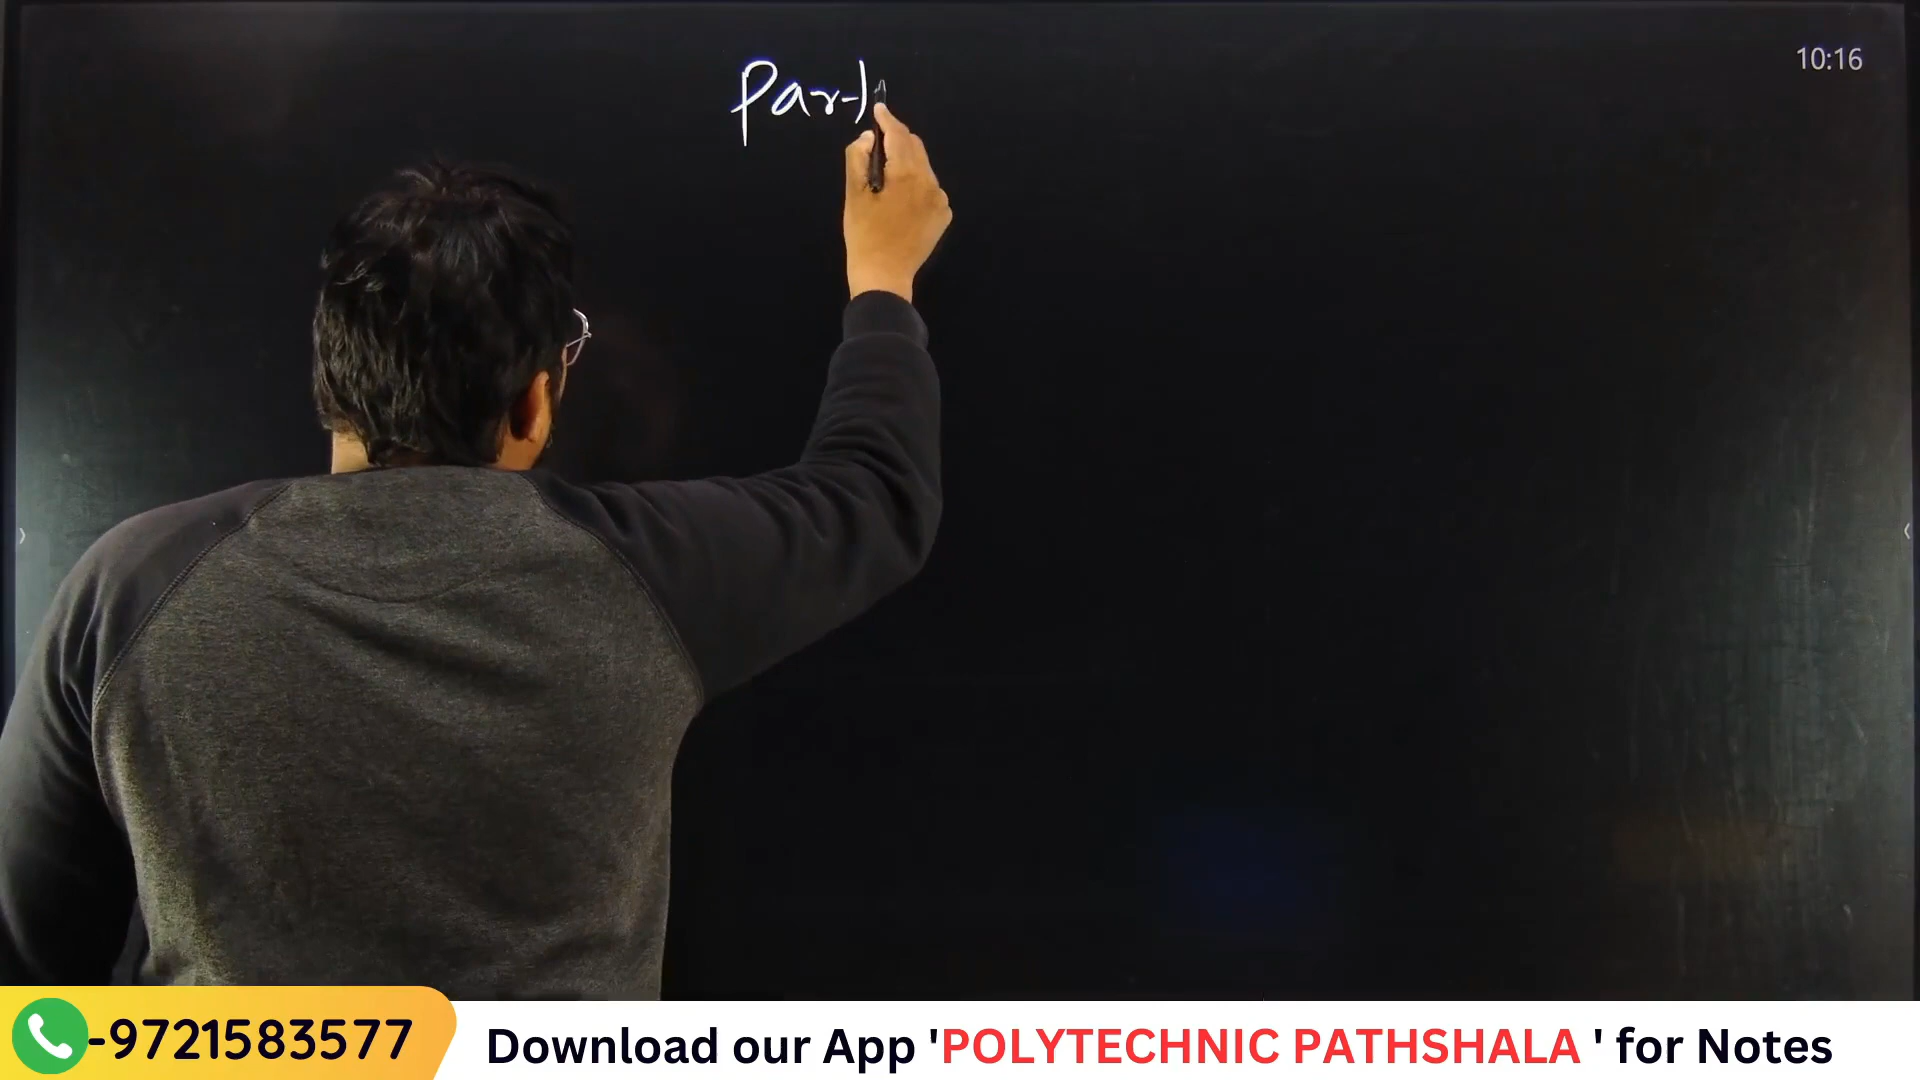 10:16
Part
-9721583577
Download our App 'POLYTECHNIC PATHSHALA ' for Notes